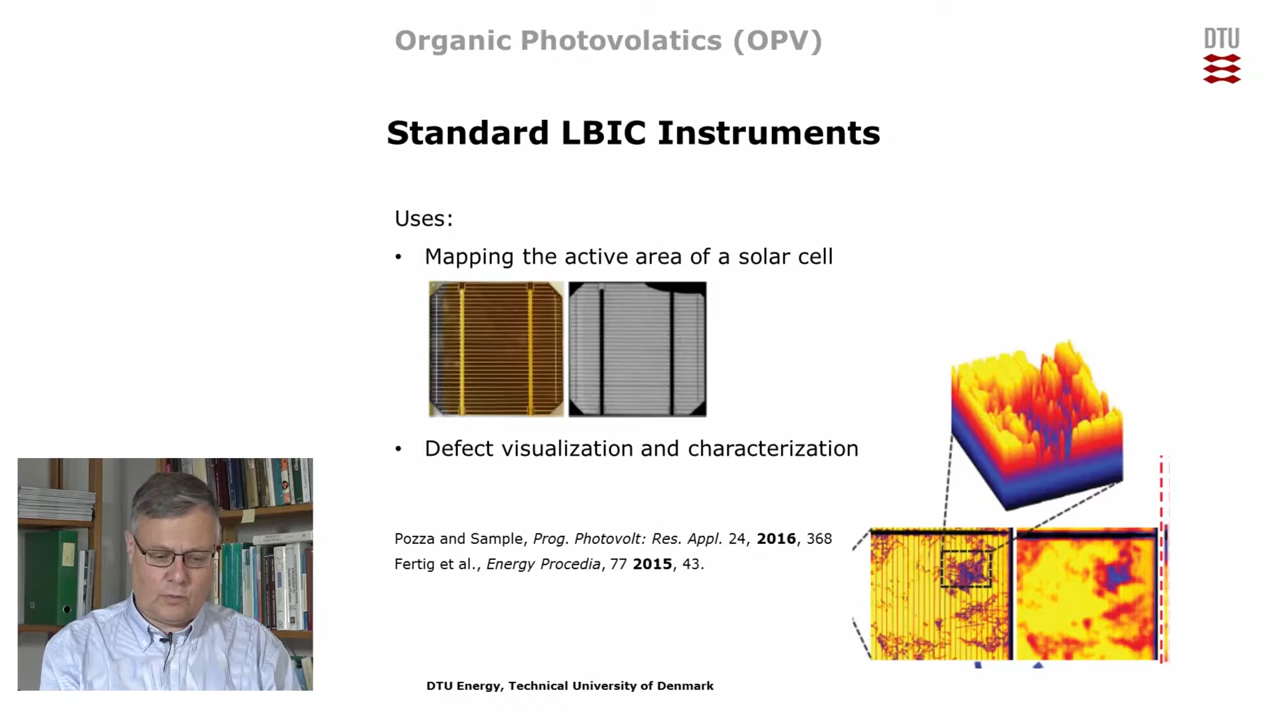 Organic Photovolatics (OPV)
DTU
Standard LBIC Instruments
Uses:
• Mapping the active area of a solar cell
• Defect visualization and characterization
Pozza and Sample, Prog. Photovolt: Res. Appl. 24, 2016, 368
Fertig et al., Energy Procedia, 77 2015, 43.
DTU Energy, Technical University of Denmark